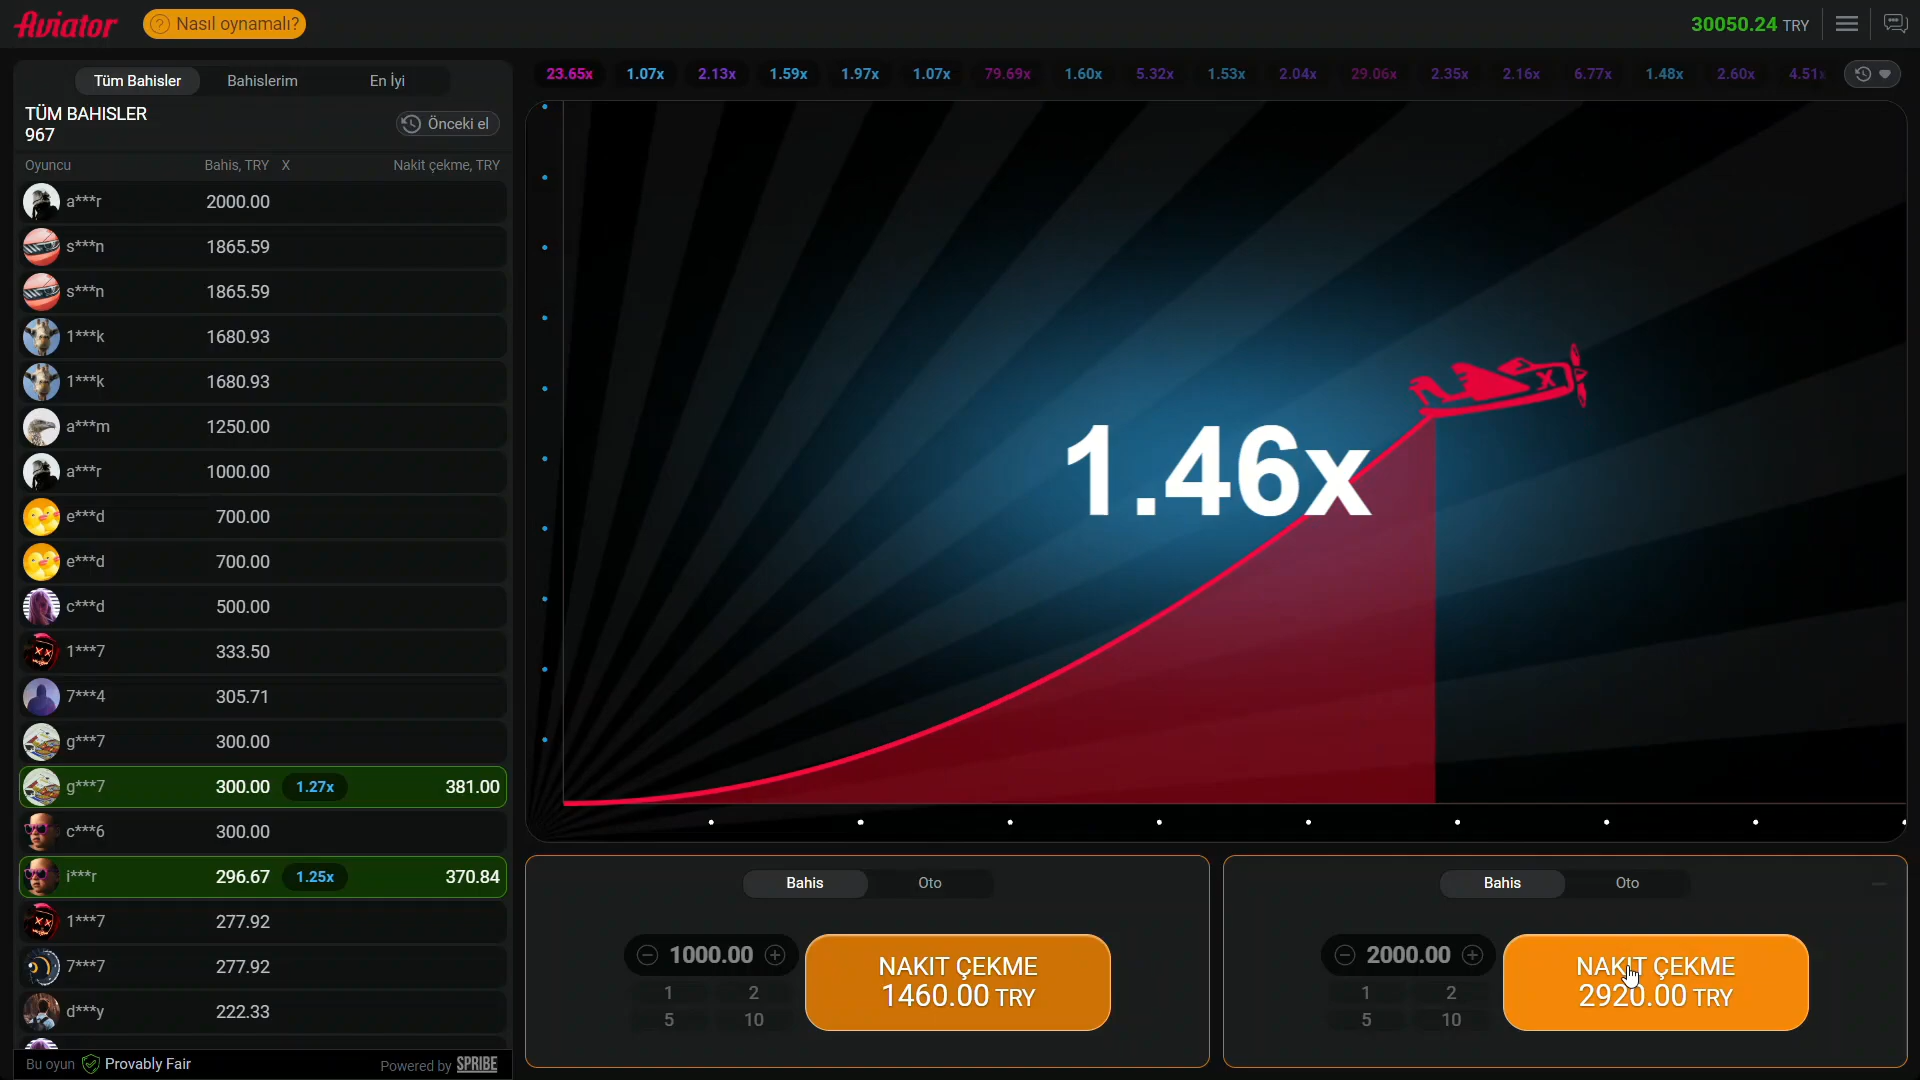 Aviator
Nasıl oynamalı?
30050.24 TRY
Tüm Bahisler
Bahislerim
En İyi
23.65x 1.07x 2.13x 1.59x 1.97x 1.07x 79.69x 1.60x 5.32x 1.53x 2.04x 29.06x 2.35x 2.16x 6.77x 1.48x 2.60x 4.51x
TÜM BAHISLER
967
Önceki el
Oyuncu Bahis, TRY X Nakit çekme, TRY
a***r 2000.00
s***n 1865.59
s***n 1865.59
1***k 1680.93
1***k 1680.93
a***m 1250.00
a***r 1000.00
e***d 700.00
e***d 700.00
c***d 500.00
1***7 333.50
7***4 305.71
g***7 300.00
g***7 300.00 1.27x 381.00
c***6 300.00
i***r 296.67 1.25x 370.84
1***7 277.92
7***7 277.92
d***y 222.33
Bu oyun Provably Fair
Powered by SPRIBE
X
1.46x
Bahis Oto
1000.00
1 2
5 10
NAKIT ÇEKME
1460.00 TRY
Bahis Oto
2000.00
1 2
5 10
NAKIT ÇEKME
2920.00 TRY